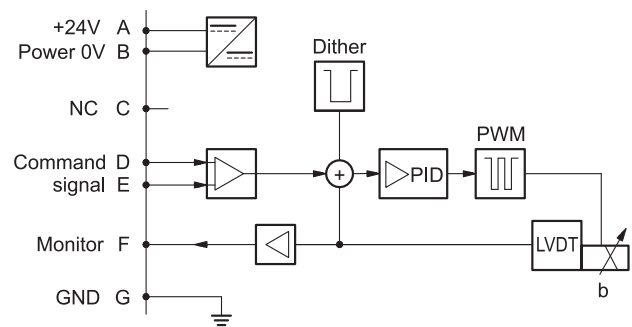 +24V A
Power 0V B
Dither
NC C
PWM
Command D
signal E
+
PID
Monitor F
LVDT
b
GND G